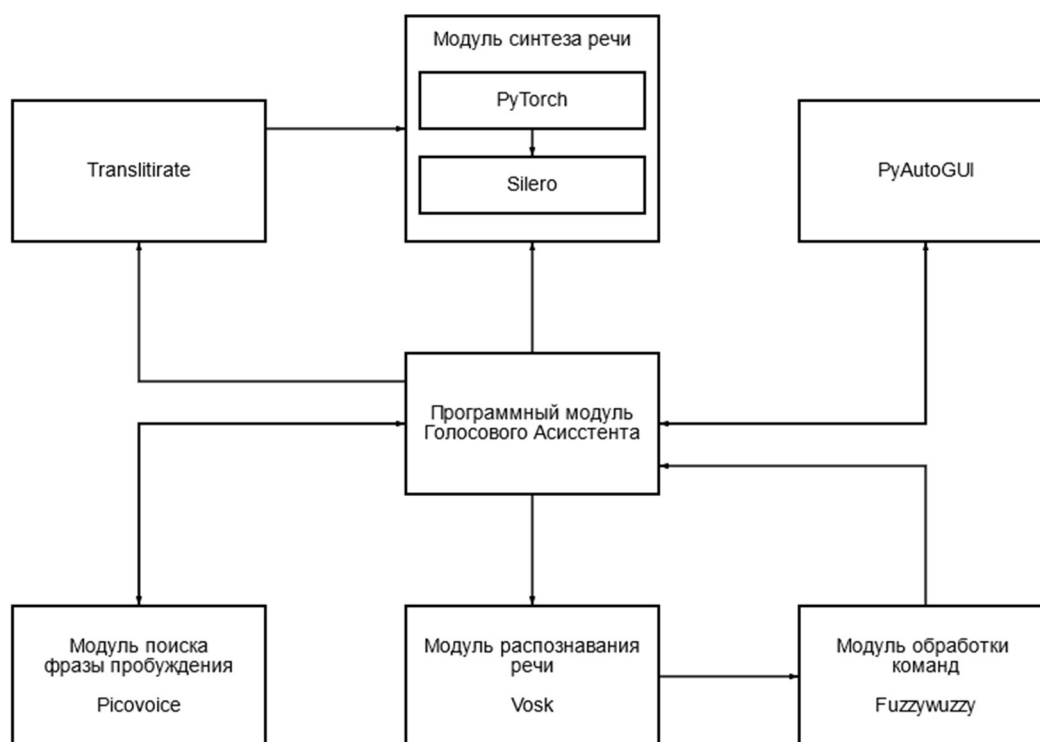 Модуль синтеза речи
PyTorch
Translitirate
PyAutoGUI
Silero
Программный модуль
Голосового Асисстента
Модуль поиска
фразы пробуждения
Picovoice
Модуль распознавания
речи
Vosk
Модуль обработки
команд
Fuzzywuzzy